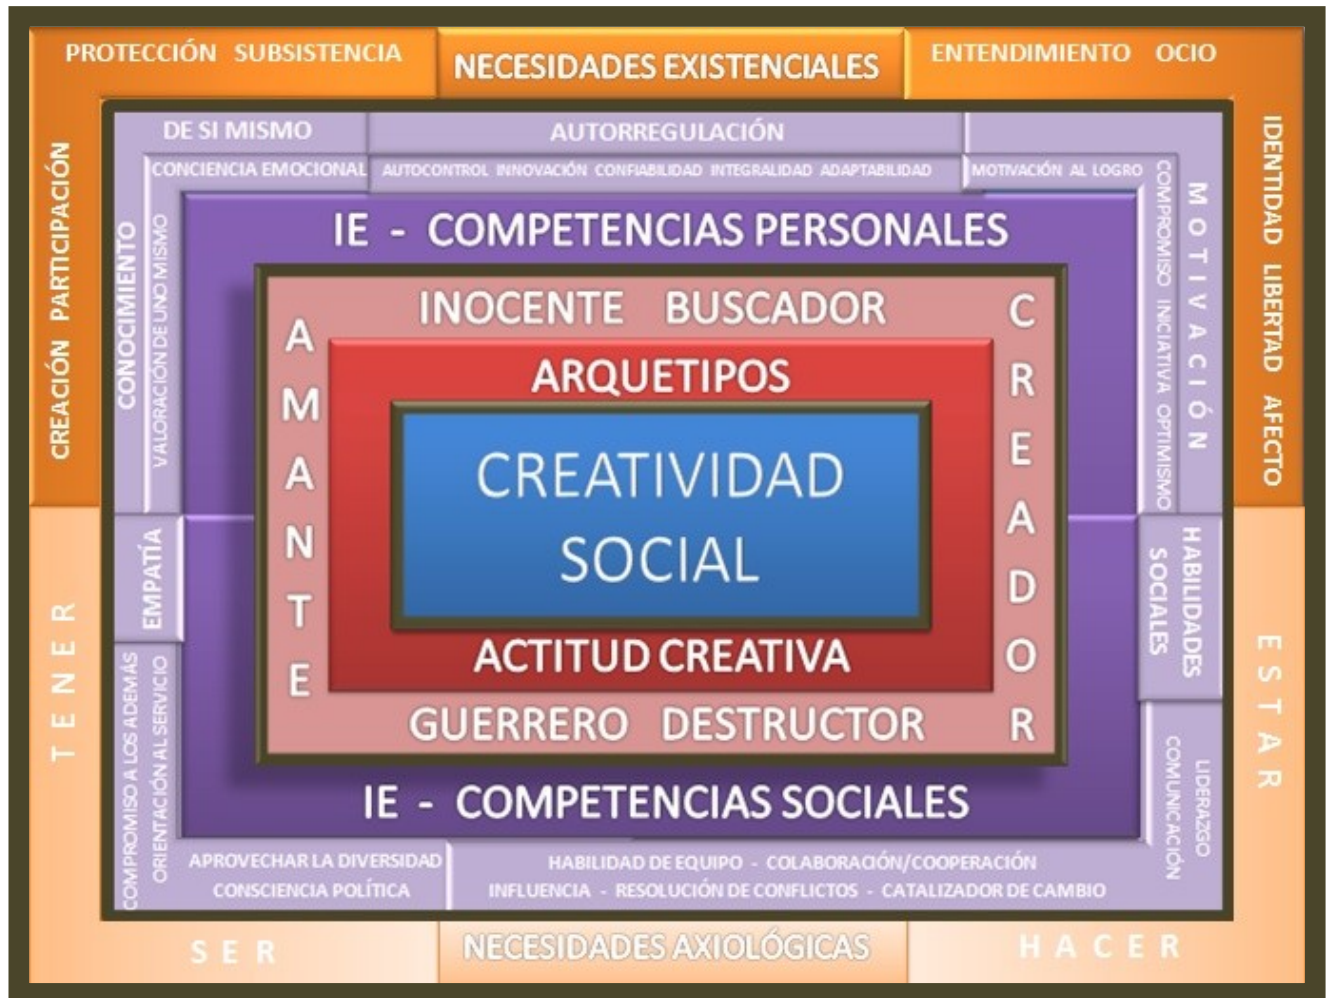 PROTECCIÓN SUBSISTENCIA
NECESIDADES EXISTENCIALES
ENTENDIMIENTO OCIO
CREACIÓN PARTICIPACIÓN
IDENTIDAD LIBERTAD AFECTO
DE SI MISMO
AUTORREGULACIÓN
CONCIENCIA EMOCIONAL
AUTOCONTROL INNOVACIÓN CONFIABILIDAD INTEGRALIDAD ADAPTABILIDAD
MOTIVACIÓN AL LOGRO
CONOCIMIENTO
VALORACIÓN DE UNO MISMO
COMPROMISO INICIATIVA OPTIMISMO
MOTIVACIÓN
IE - COMPETENCIAS PERSONALES
INOCENTE BUSCADOR
AMANTE
CREADOR
ARQUETIPOS
CREATIVIDAD
SOCIAL
ACTITUD CREATIVA
GUERRERO DESTRUCTOR
IE - COMPETENCIAS SOCIALES
EMPATÍA
HABILIDADES
SOCIALES
COMPROMISO A LOS ADEMÁS
ORIENTACIÓN AL SERVICIO
LIDERAZGO
COMUNICACIÓN
APROVECHAR LA DIVERSIDAD
CONSCIENCIA POLÍTICA
HABILIDAD DE EQUIPO - COLABORACIÓN/COOPERACIÓN
INFLUENCIA - RESOLUCIÓN DE CONFLICTOS - CATALIZADOR DE CAMBIO
TENER
ESTAR
SER
NECESIDADES AXIOLÓGICAS
HACER